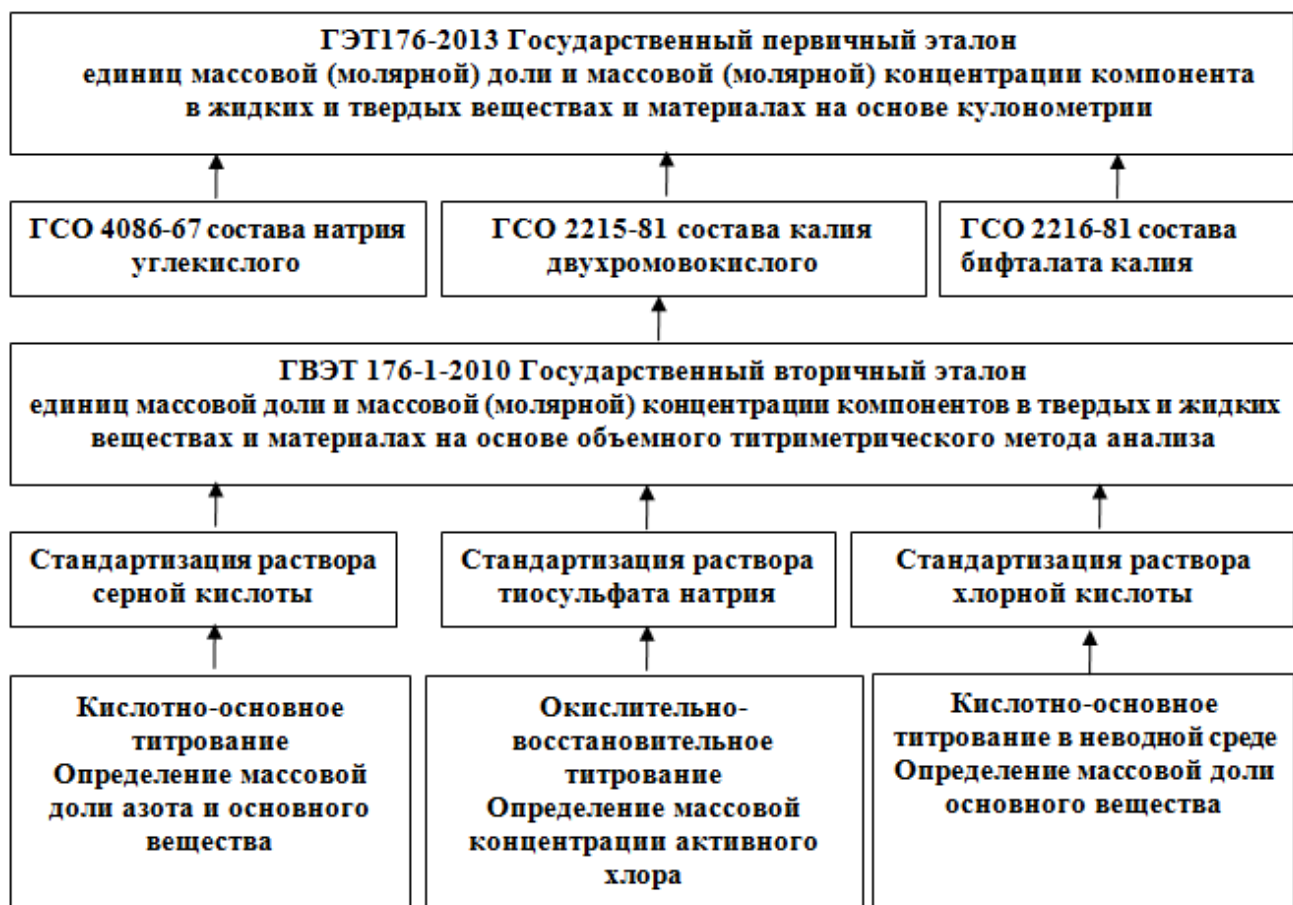 ГЭТ176-2013 Государственный первичный эталон
единиц массовой (молярной) доли и массовой (молярной) концентрации компонента
в жидких и твердых веществах и материалах на основе кулонометрии
ГСО 4086-67 состава натрия
углекислого
ГСО 2215-81 состава калия
двухромовокислого
ГСО 2216-81 состава
бифталата калия
ГВЭТ 176-1-2010 Государственный вторичный эталон
единиц массовой доли и массовой (молярной) концентрации компонентов в твердых и жидких
веществах и материалах на основе объемного титриметрического метода анализа
Стандартизация раствора
серной кислоты
Стандартизация раствора
тиосульфата натрия
Стандартизация раствора
хлорной кислоты
Кислотно-основное
титрование
Определение массовой
доли азота и основного
вещества
Окислительно-
восстановительное
титрование
Определение массовой
концентрации активного
хлора
Кислотно-основное
титрование в неводной среде
Определение массовой доли
основного вещества